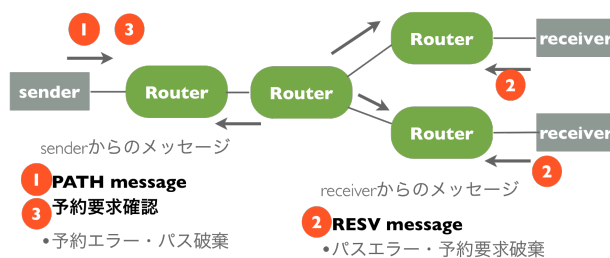 1 3
Router
receiver
2
sender
Router
Router
Router
receiver
2
senderからのメッセージ
1 PATH message
3 予約要求確認
•予約エラー・パス破棄
receiverからのメッセージ
2 RESV message
•パスエラー・予約要求破棄